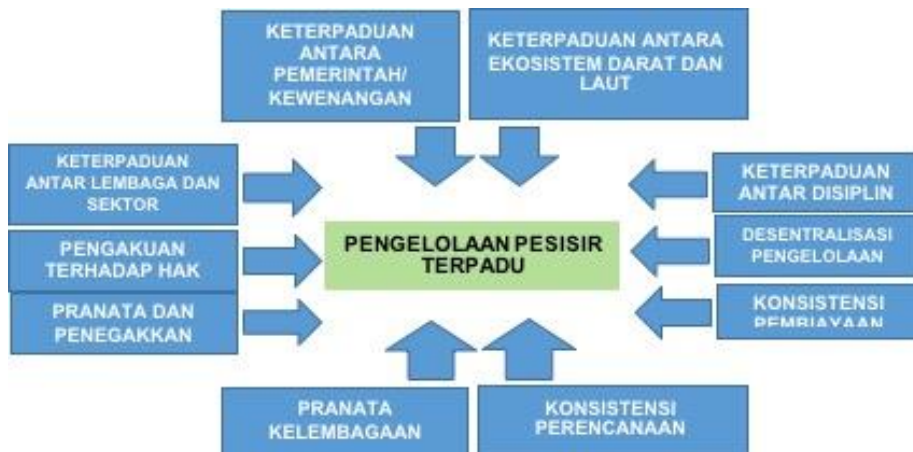 KETERPADUAN
ANTARA
PEMERINTAH/
KEWENANGAN
KETERPADUAN ANTARA
EKOSISTEM DARAT DAN
LAUT
KETERPADUAN
ANTAR LEMBAGA DAN
SEKTOR
KETERPADUAN
ANTAR DISIPLIN
PENGAKUAN
TERHADAP HAK
PENGELOLAAN PESISIR
TERPADU
DESENTRALISASI
PENGELOLAAN
PRANATA DAN
PENEGAKKAN
KONSISTENSI
PEMBIAYAAN
PRANATA
KELEMBAGAAN
KONSISTENSI
PERENCANAAN